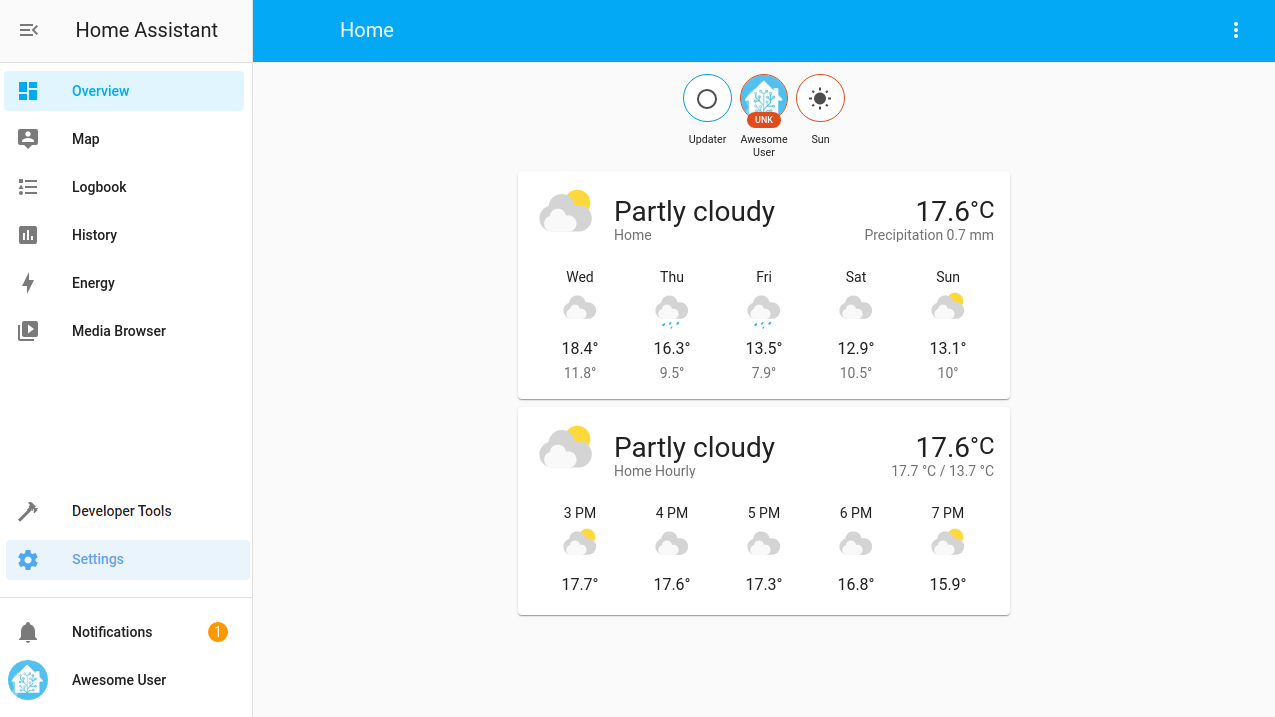 Home Assistant
Home
Overview
Map
Logbook
History
Energy
Media Browser
Developer Tools
Settings
Notifications
1
Awesome User
UNK
Updater
Awesome
User
Sun
Partly cloudy
17.6°C
Home
Precipitation 0.7 mm
Wed Thu Fri Sat Sun
18.4° 16.3° 13.5° 12.9° 13.1°
11.8° 9.5° 7.9° 10.5° 10°
Partly cloudy
17.6°C
Home Hourly
17.7 °C / 13.7 °C
3 PM 4 PM 5 PM 6 PM 7 PM
17.7° 17.6° 17.3° 16.8° 15.9°